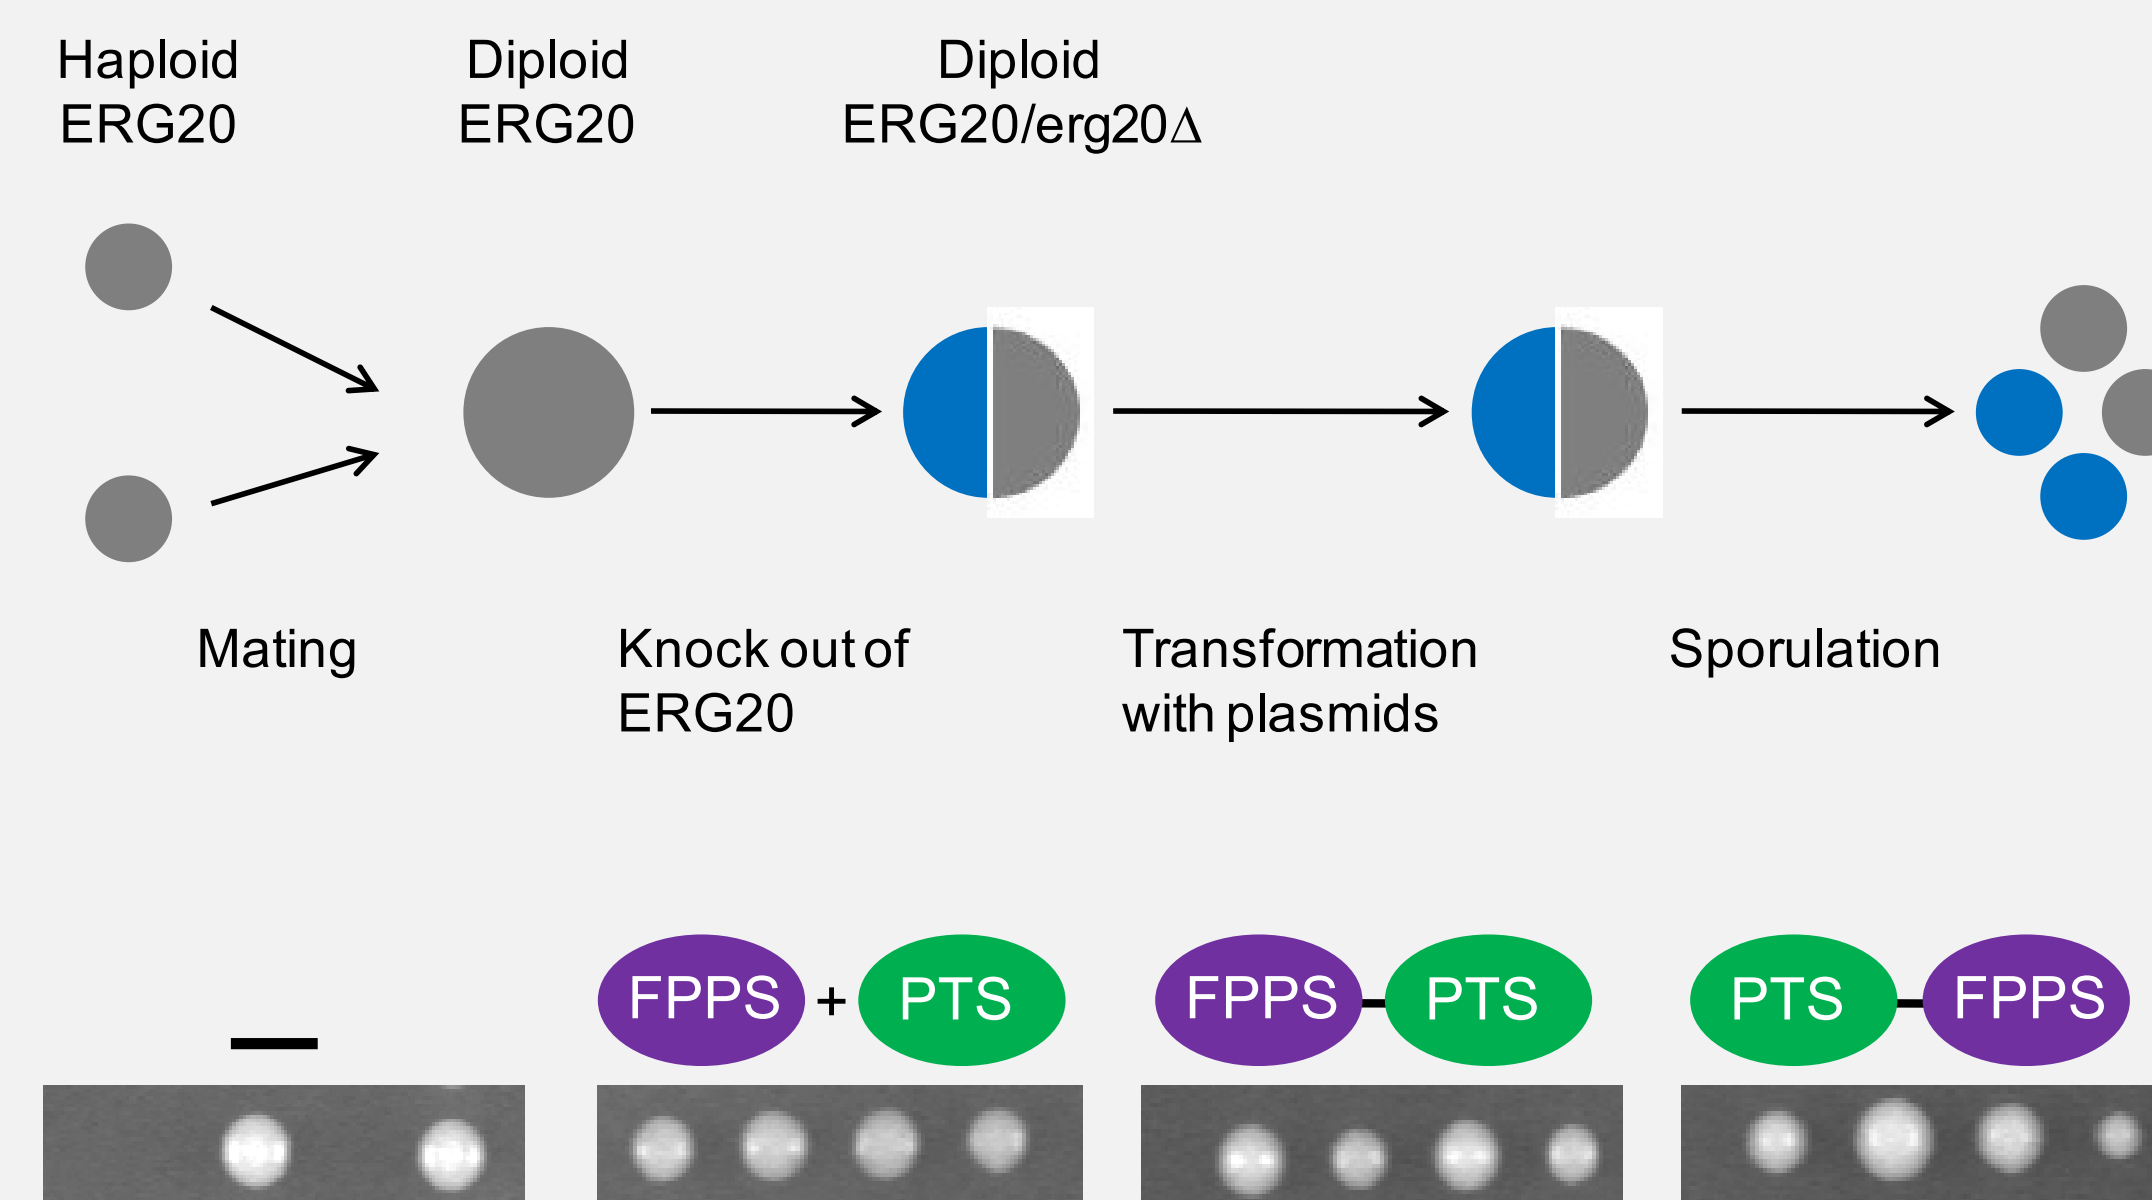 Haploid
ERG20
Diploid
ERG20
Diploid
ERG20/erg20Δ
Mating
Knock out of
ERG20
Transformation
with plasmids
Sporulation
FPPS + PTS
FPPS PTS
PTS FPPS